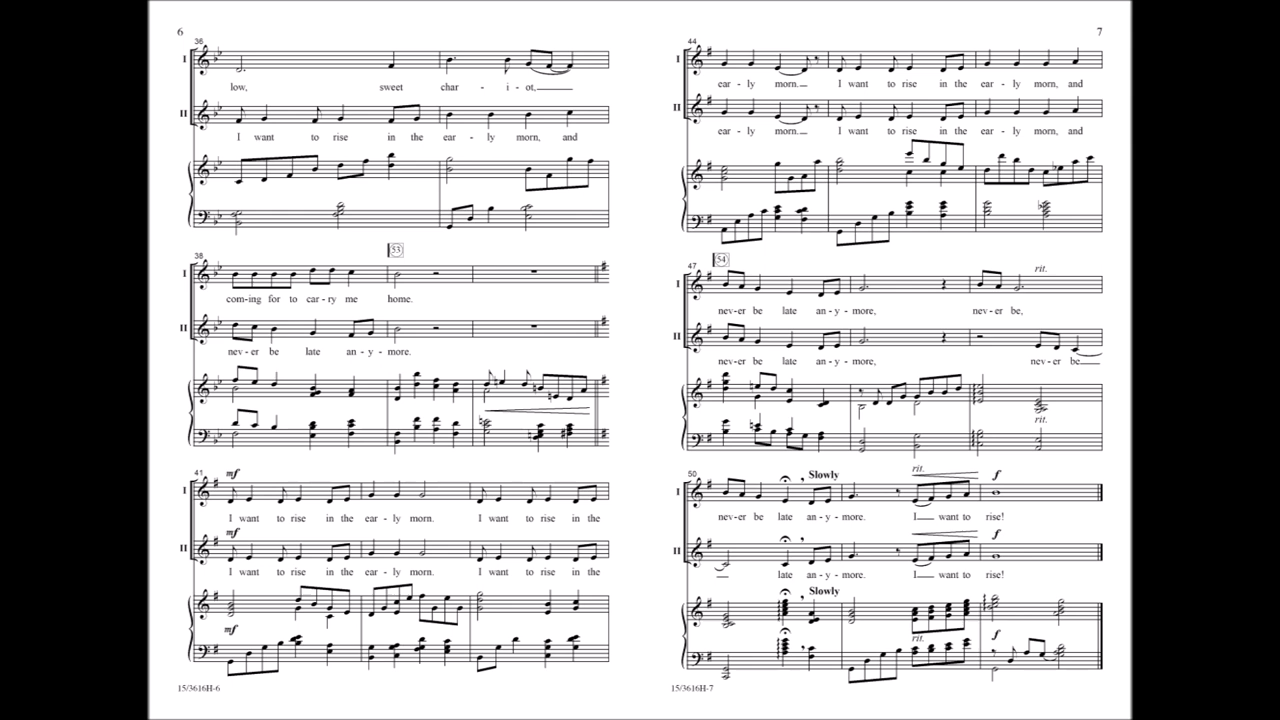 6
36
I
low, sweet char - i - ot,
II
I want to rise in the ear - ly morn, and
38
53
I
com-ing for to car - ry me home.
II
nev - er be late an - y - more.
41
mf
I
I want to rise in the ear - ly morn. I want to rise in the
mf
II
I want to rise in the ear - ly morn. I want to rise in the
mf
15/3616H-6
7
44
I
ear - ly morn. I want to rise in the ear - ly morn, and
II
ear - ly morn. I want to rise in the ear - ly morn, and
47
54
rit.
I
nev-er be late an - y - more, nev - er be,
II
nev-er be late an - y - more, nev - er be
rit.
50
Slowly
rit.
f
I
nev-er be late an - y - more. I want to rise!
f
II
late an - y - more. I want to rise!
Slowly
rit.
f
15/3616H-7